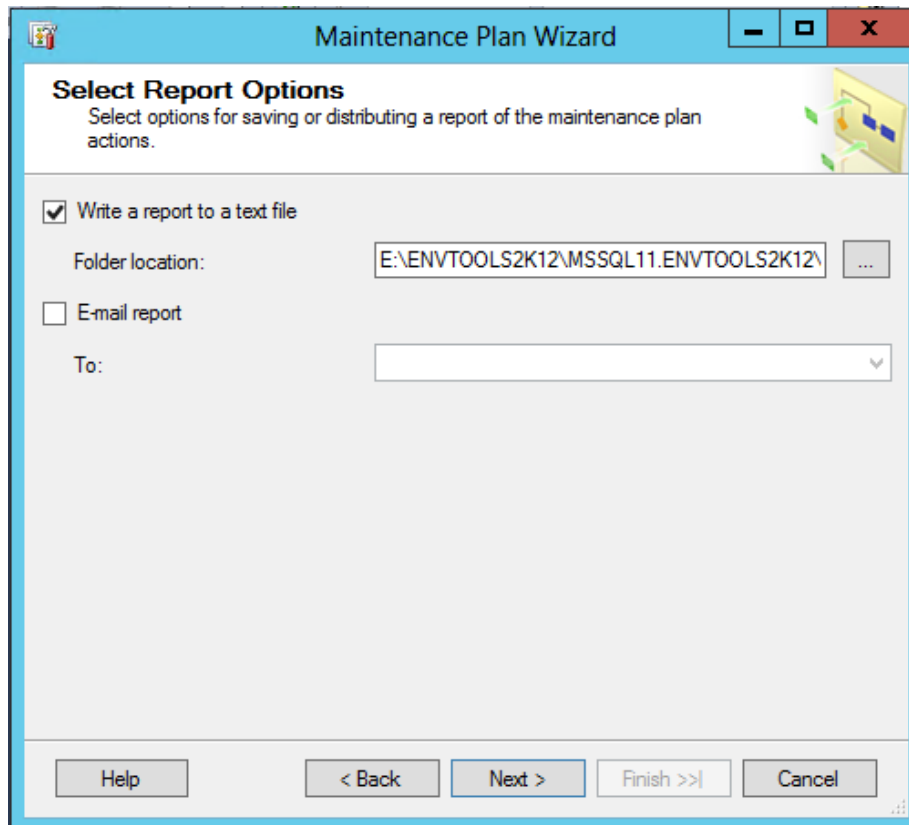 Maintenance Plan Wizard
Select Report Options
Select options for saving or distributing a report of the maintenance plan
actions.
Write a report to a text file
Folder location:
E:\ENVTOOLS2K12\MSSQL11.ENVTOOLS2K12\
...
E-mail report
To:
Help
< Back
Next >
Finish >>|
Cancel